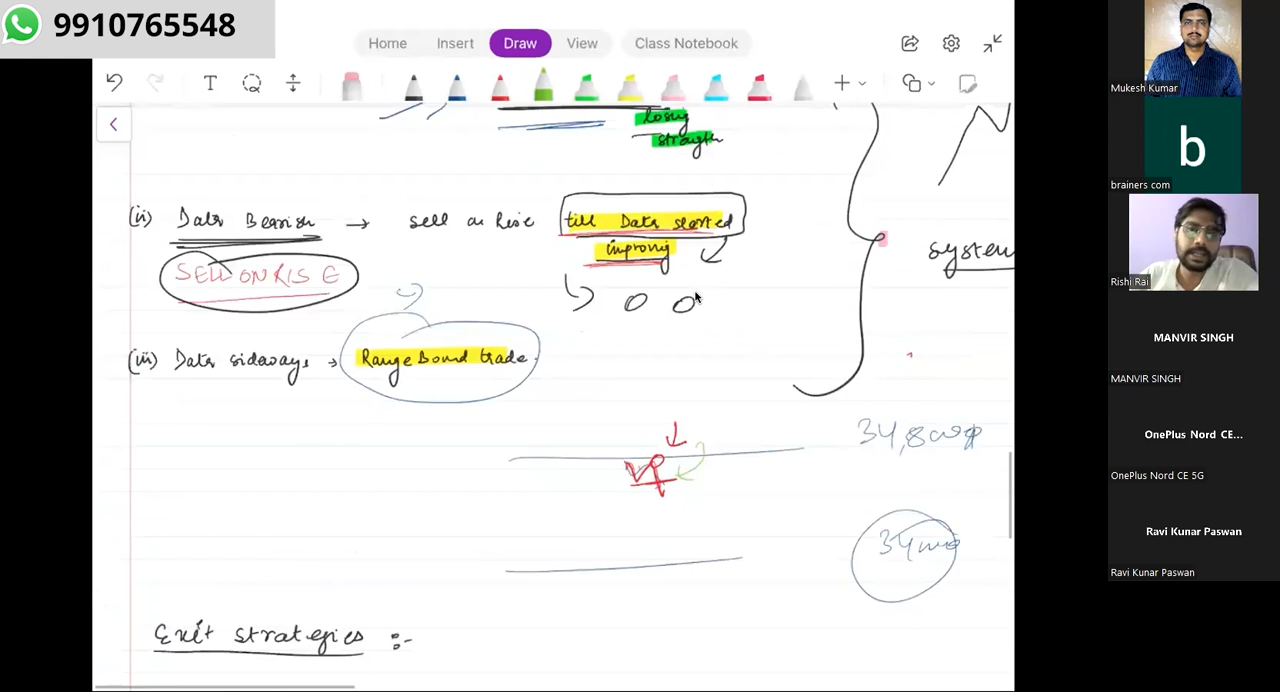 9910765548
Home Insert Draw View Class Notebook
losing
strength
(ii) Data Bearish → sell on Rise till Data started
improving
SELL ON RISE
system
(iii) Data sideways → Range Bound trade.
34,800
Exit strategies :-
Mukesh Kumar
b
brainers com
Rishi Rai
MANVIR SINGH
MANVIR SINGH
OnePlus Nord CE...
OnePlus Nord CE 5G
Ravi Kunar Paswan
Ravi Kunar Paswan